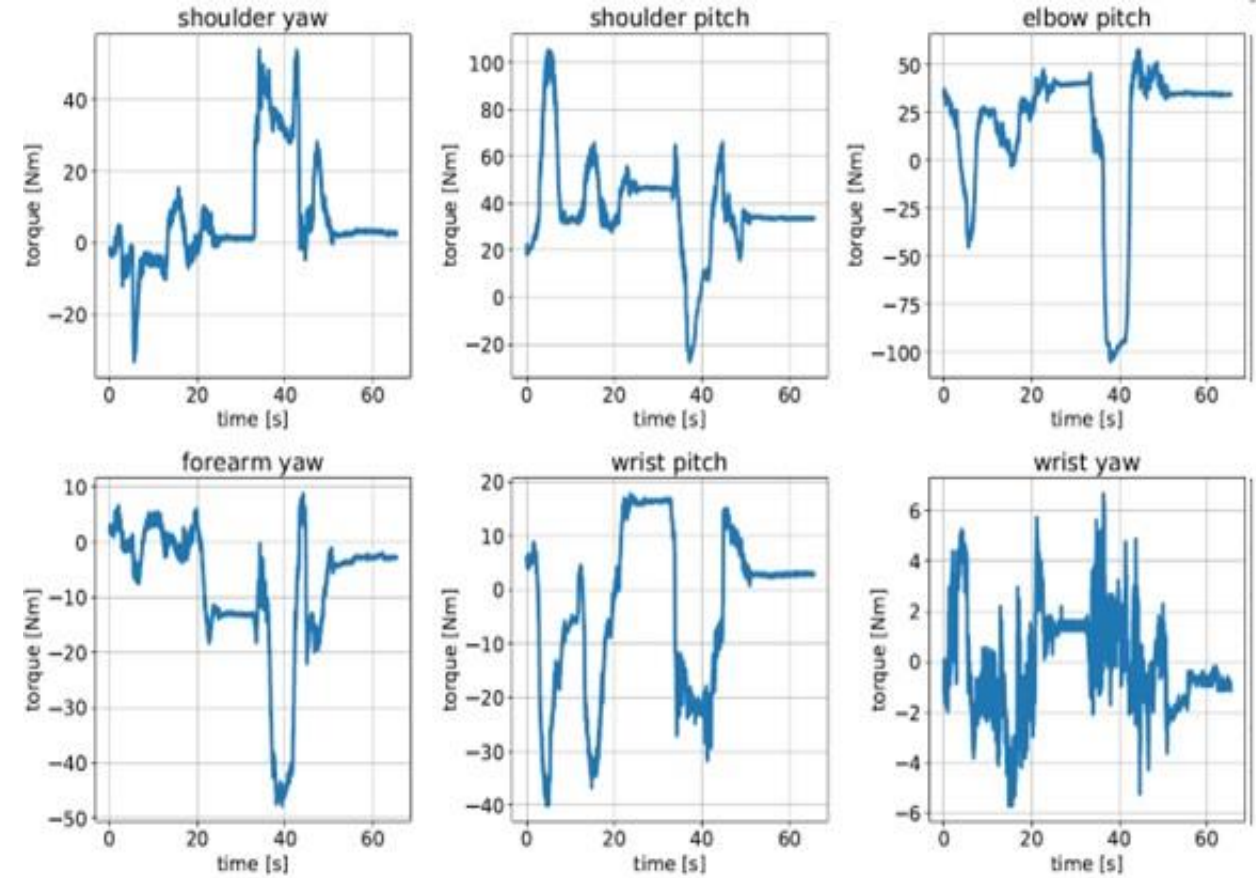 shoulder yaw
torque [Nm]
40
20
0
−20
0 20 40 60
time [s]
shoulder pitch
torque [Nm]
100
80
60
40
20
0
−20
0 20 40 60
time [s]
elbow pitch
torque [Nm]
50
25
0
−25
−50
−75
−100
0 20 40 60
time [s]
forearm yaw
torque [Nm]
10
0
−10
−20
−30
−40
−50
0 20 40 60
time [s]
wrist pitch
torque [Nm]
20
10
0
−10
−20
−30
−40
0 20 40 60
time [s]
wrist yaw
torque [Nm]
6
4
2
0
−2
−4
−6
0 20 40 60
time [s]